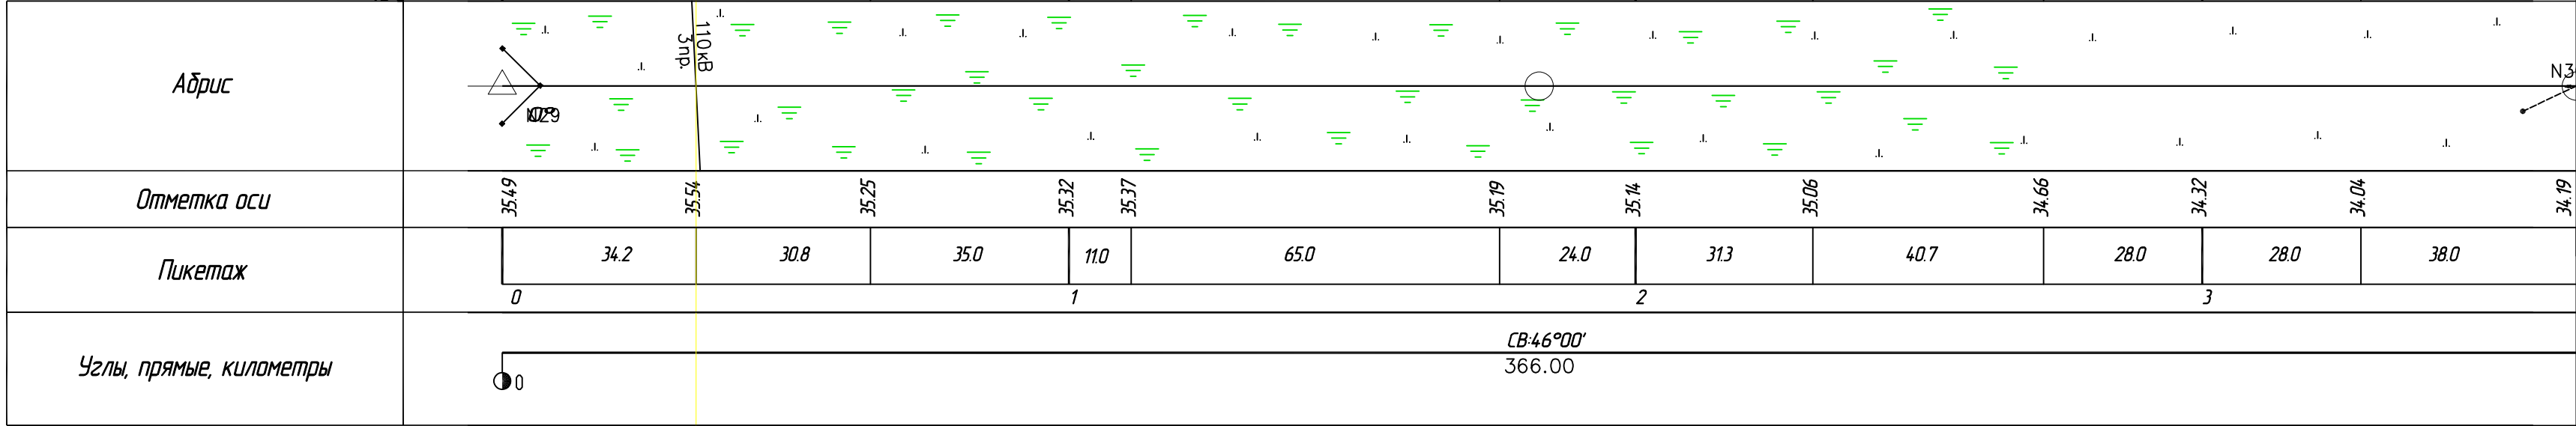 Абрис
110кВ
3 пр.
N29
N3
Отметка оси
35.49 35.54 35.25 35.32 35.37 35.19 35.14 35.06 34.66 34.32 34.04 34.19
Пикетаж
34.2 30.8 35.0 11.0 65.0 24.0 31.3 40.7 28.0 28.0 38.0
0 1 2 3
Углы, прямые, километры
СВ:46°00'
366.00
0